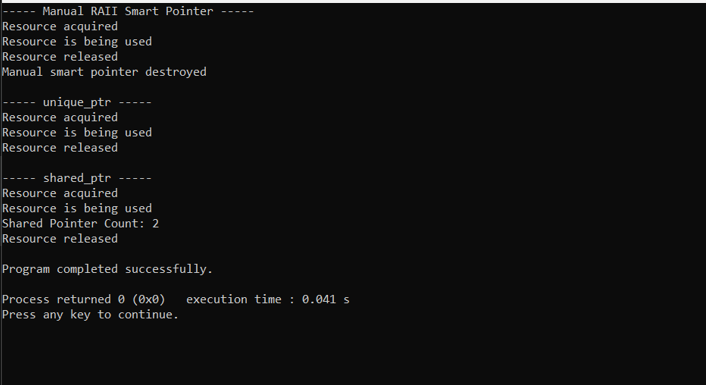 ----- Manual RAII Smart Pointer -----
Resource acquired
Resource is being used
Resource released
Manual smart pointer destroyed
----- unique_ptr -----
Resource acquired
Resource is being used
Resource released
----- shared_ptr -----
Resource acquired
Resource is being used
Shared Pointer Count: 2
Resource released
Program completed successfully.
Process returned 0 (0x0)   execution time : 0.041 s
Press any key to continue.